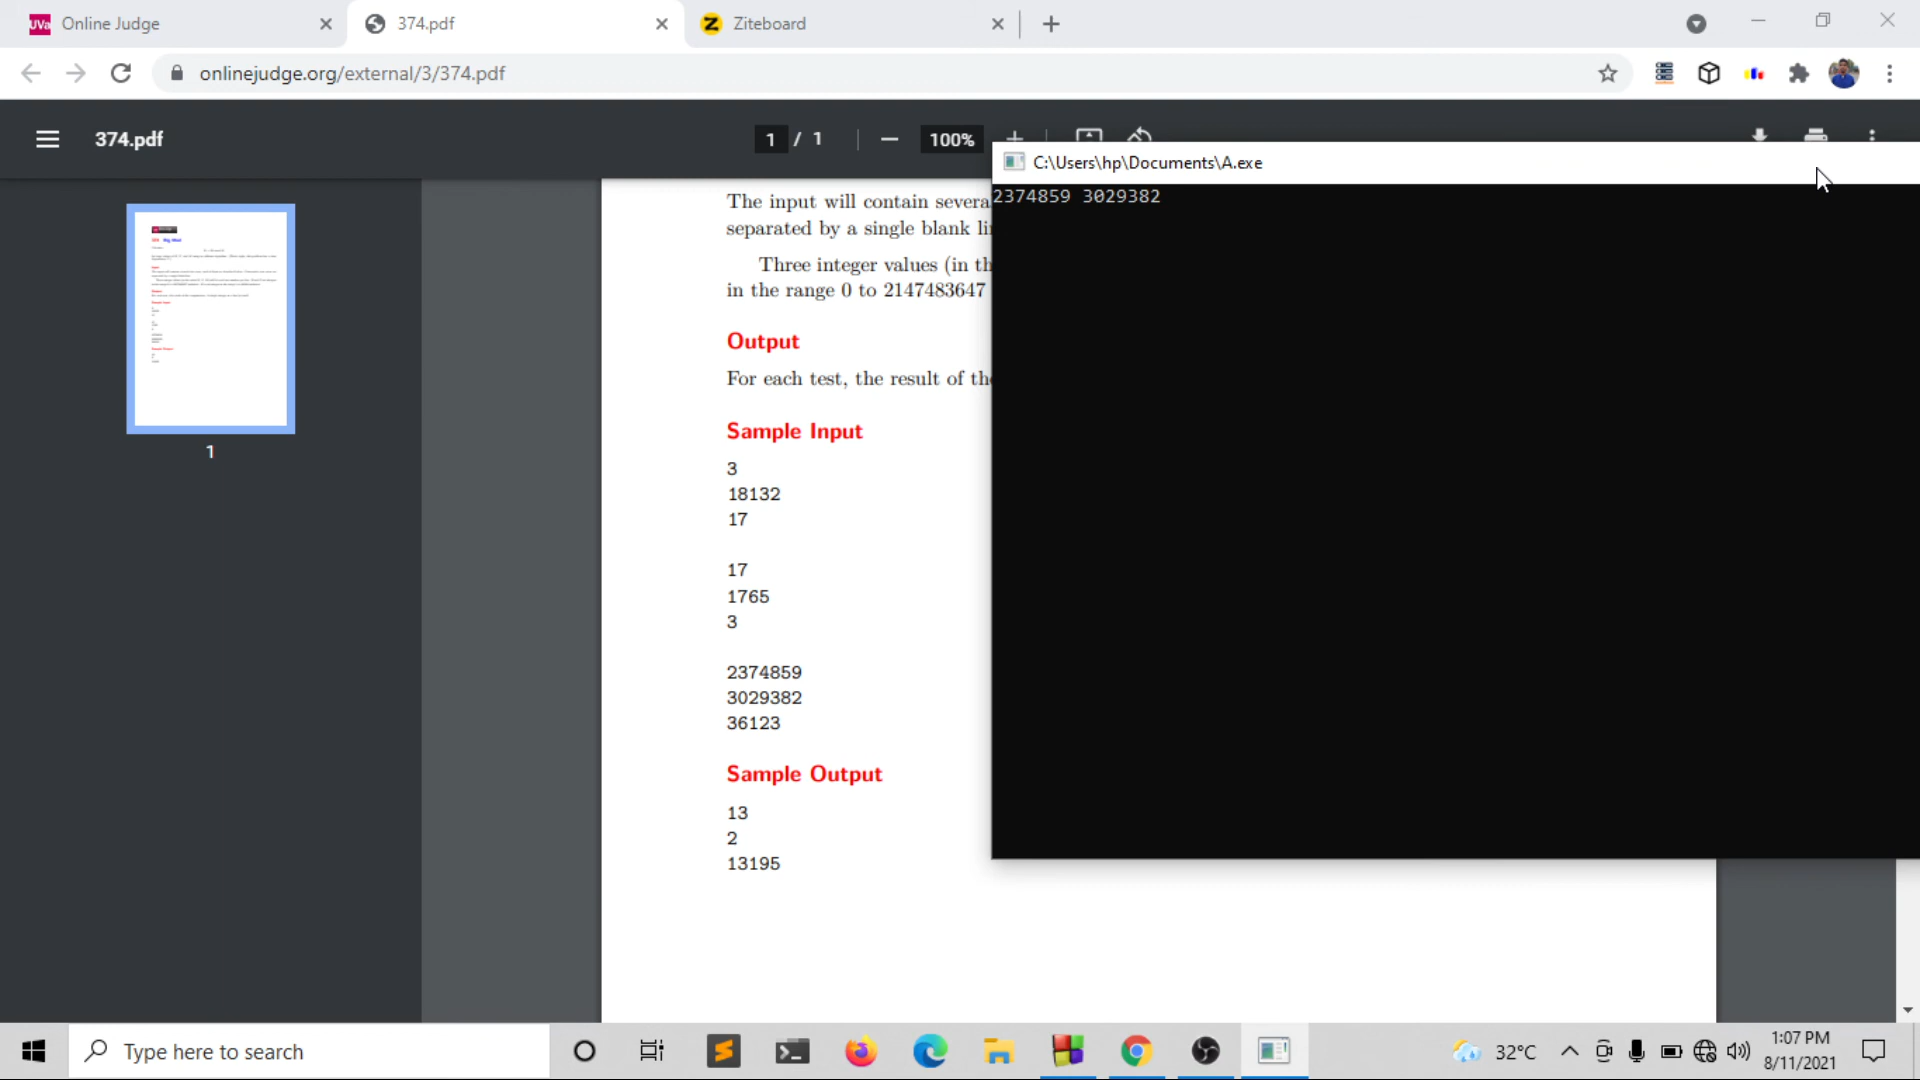 UVa Online Judge
374.pdf
Ziteboard
onlinejudge.org/external/3/374.pdf
374.pdf
1 / 1
100%
C:\Users\hp\Documents\A.exe
2374859 3029382
1
The input will contain severa
separated by a single blank li
Three integer values (in th
in the range 0 to 2147483647
Output
For each test, the result of the
Sample Input
3
18132
17
17
1765
3
2374859
3029382
36123
Sample Output
13
2
13195
Type here to search
32°C
1:07 PM
8/11/2021